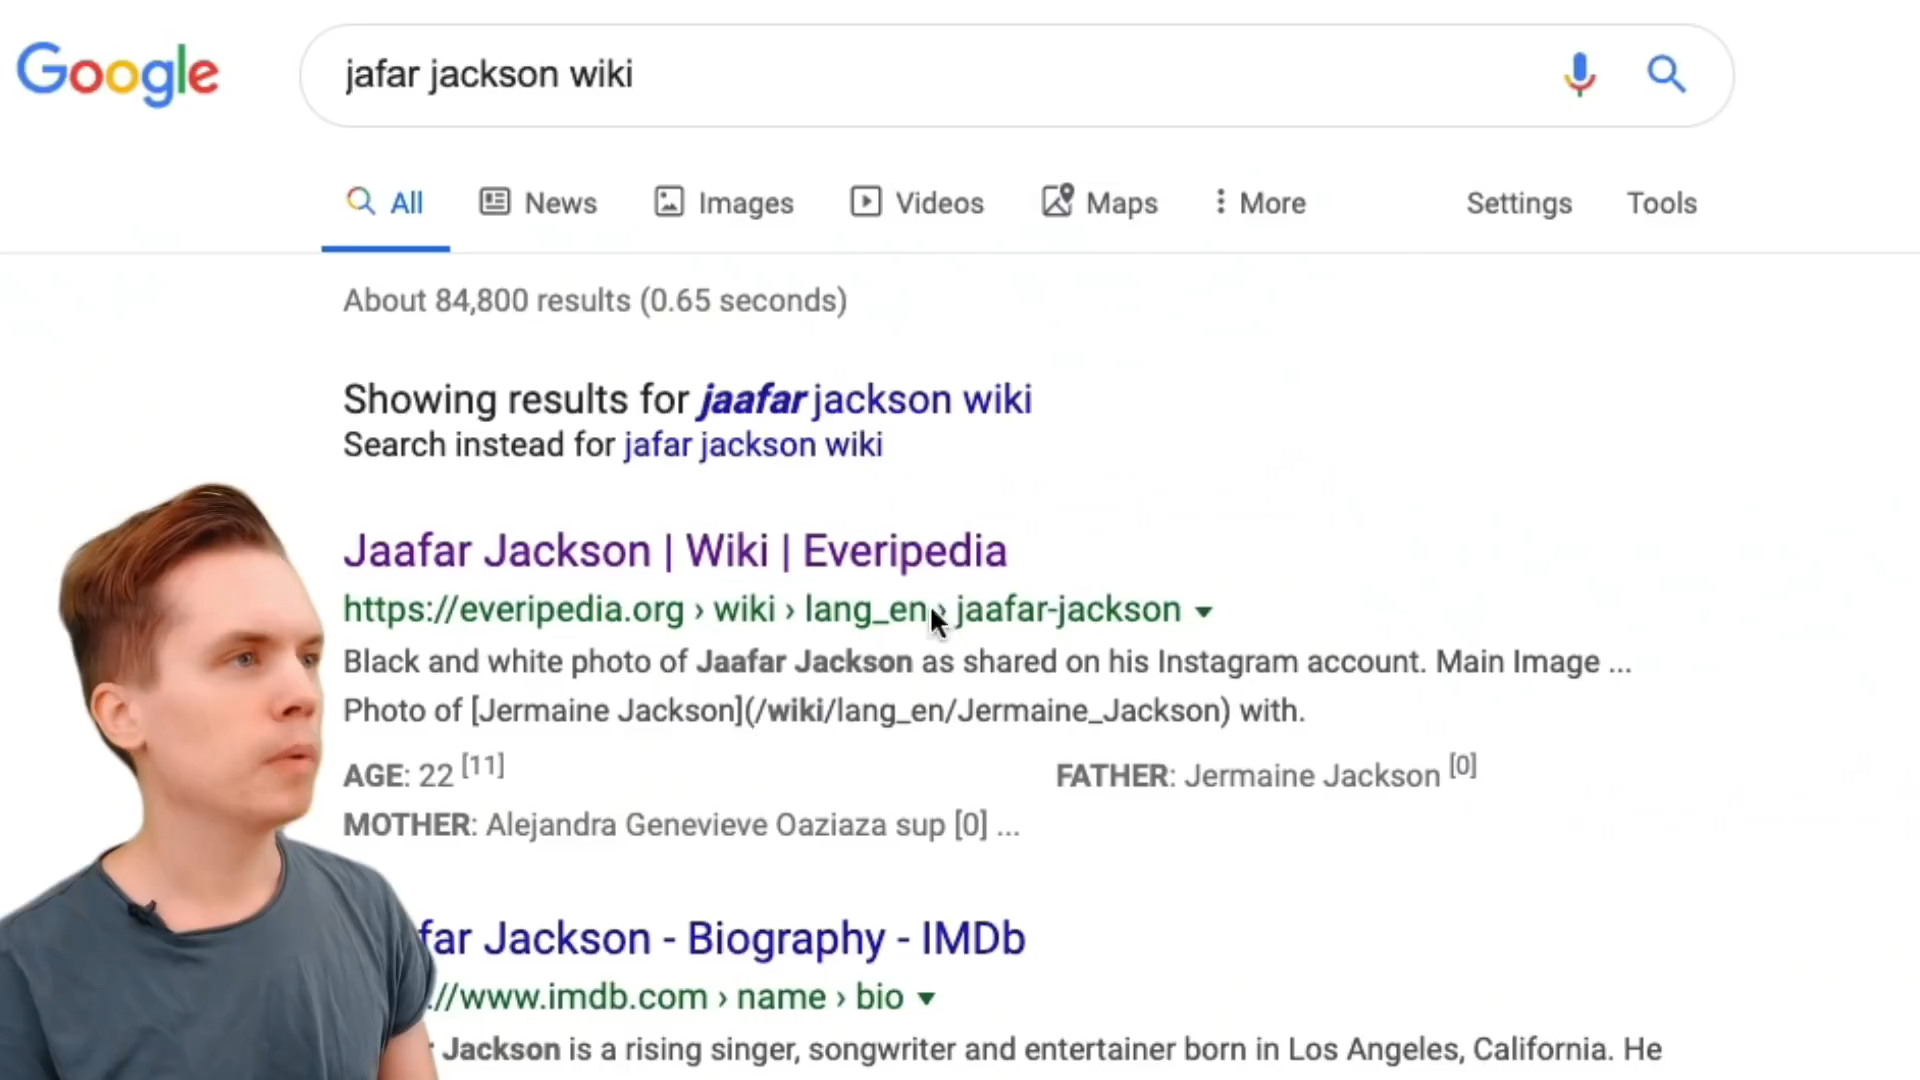 Google
jafar jackson wiki
All News Images Videos Maps More Settings Tools
About 84,800 results (0.65 seconds)
Showing results for jaafar jackson wiki
Search instead for jafar jackson wiki
Jaafar Jackson | Wiki | Everipedia
https://everipedia.org › wiki › lang_en › jaafar-jackson
Black and white photo of Jaafar Jackson as shared on his Instagram account. Main Image ...
Photo of [Jermaine Jackson](/wiki/lang_en/Jermaine_Jackson) with.
AGE: 22 [11] FATHER: Jermaine Jackson [0]
MOTHER: Alejandra Genevieve Oaziaza sup [0] ...
far Jackson - Biography - IMDb
://www.imdb.com › name › bio
Jackson is a rising singer, songwriter and entertainer born in Los Angeles, California. He